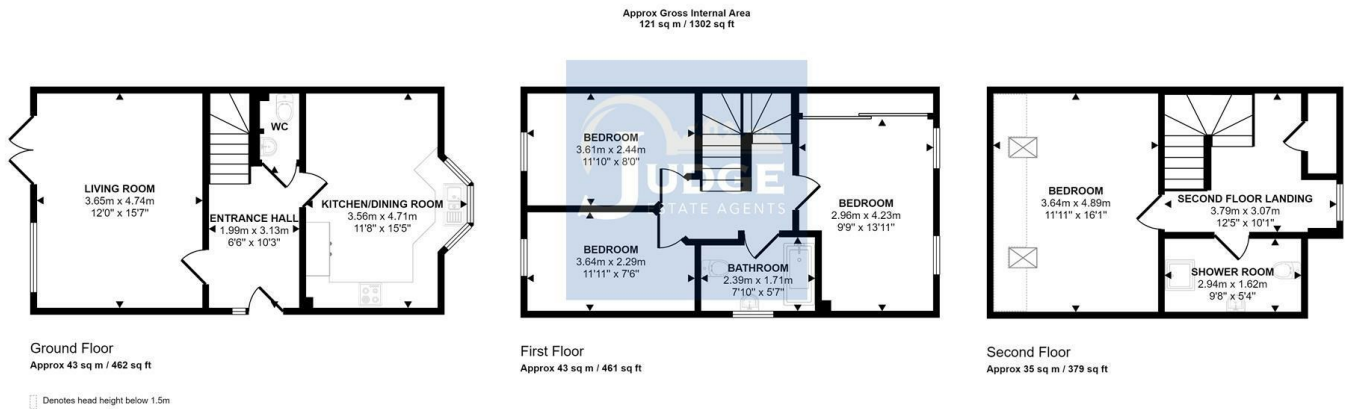 Approx Gross Internal Area
121 sq m / 1302 sq ft
WC
LIVING ROOM
3.65m x 4.74m
12'0" x 15'7"
ENTRANCE HALL
1.99m x 3.13m
6'6" x 10'3"
KITCHEN/DINING ROOM
3.56m x 4.71m
11'8" x 15'5"
Ground Floor
Approx 43 sq m / 462 sq ft
Denotes head height below 1.5m
BEDROOM
3.61m x 2.44m
11'10" x 8'0"
JUDGE
ESTATE AGENTS
BEDROOM
2.96m x 4.23m
9'9" x 13'11"
BEDROOM
3.64m x 2.29m
11'11" x 7'6"
BATHROOM
2.39m x 1.71m
7'10" x 5'7"
First Floor
Approx 43 sq m / 461 sq ft
BEDROOM
3.64m x 4.89m
11'11" x 16'1"
SECOND FLOOR LANDING
3.79m x 3.07m
12'5" x 10'1"
SHOWER ROOM
2.94m x 1.62m
9'8" x 5'4"
Second Floor
Approx 35 sq m / 379 sq ft